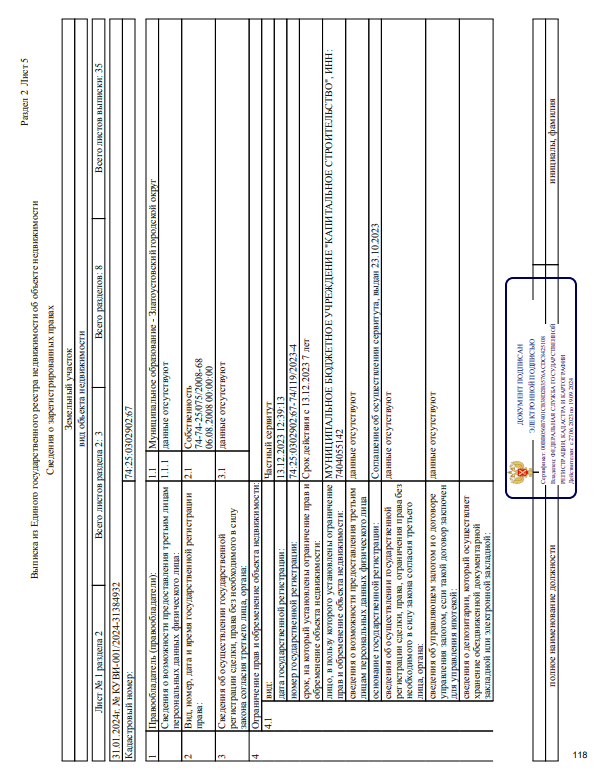 Раздел 2 Лист 5
Выписка из Единого государственного реестра недвижимости об объекте недвижимости
Сведения о зарегистрированных правах
Земельный участок
вид объекта недвижимости
Лист № 1 раздела 2 Всего листов раздела 2: 3 Всего разделов: 8 Всего листов выписки: 35
31.01.2024г. № КУВИ-001/2024-31384932
Кадастровый номер: 74:25:0302902:67
1 Правообладатель (правообладатели): 1.1 Муниципальное образование - Златоустовский городской округ
Сведения о возможности предоставления третьим лицам 1.1.1 данные отсутствуют
персональных данных физического лица:
2 Вид, номер, дата и время государственной регистрации 2.1 Собственность
права: 74-74-25/075/2008-68
06.08.2008 00:00:00
3 Сведения об осуществлении государственной 3.1 данные отсутствуют
регистрации сделки, права без необходимого в силу
закона согласия третьего лица, органа:
4 Ограничение прав и обременение объекта недвижимости:
4.1 вид: Частный сервитут
дата государственной регистрации: 13.12.2023 12:39:13
номер государственной регистрации: 74:25:0302902:67-74/119/2023-4
срок, на который установлены ограничение прав и Срок действия с 13.12.2023 7 лет
обременение объекта недвижимости:
лицо, в пользу которого установлены ограничение МУНИЦИПАЛЬНОЕ БЮДЖЕТНОЕ УЧРЕЖДЕНИЕ "КАПИТАЛЬНОЕ СТРОИТЕЛЬСТВО", ИНН:
прав и обременение объекта недвижимости: 7404055142
сведения о возможности предоставления третьим данные отсутствуют
лицам персональных данных физического лица
основание государственной регистрации: Соглашение об осуществлении сервитута, выдан 23.10.2023
сведения об осуществлении государственной данные отсутствуют
регистрации сделки, права, ограничения права без
необходимого в силу закона согласия третьего
лица, органа:
сведения об управляющем залогом и о договоре данные отсутствуют
управления залогом, если такой договор заключен
для управления ипотекой:
сведения о депозитарии, который осуществляет
хранение обездвиженной документарной
закладной или электронной закладной:
ДОКУМЕНТ ПОДПИСАН
ЭЛЕКТРОННОЙ ПОДПИСЬЮ
Сертификат:
Владелец: ФЕДЕРАЛЬНАЯ СЛУЖБА ГОСУДАРСТВЕННОЙ
РЕГИСТРАЦИИ, КАДАСТРА И КАРТОГРАФИИ
Действителен: с 27.06.2023 по 19.09.2024
полное наименование должности инициалы, фамилия
118